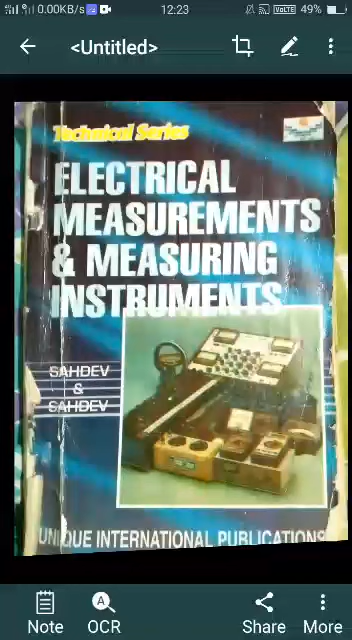 0.00KB/s
12:23
VoLTE 49%
<Untitled>
Technical Series
ELECTRICAL
MEASUREMENTS
& MEASURING
INSTRUMENTS
SAHDEV
&
SAHDEV
UNIQUE INTERNATIONAL PUBLICATIONS
Note
OCR
Share
More